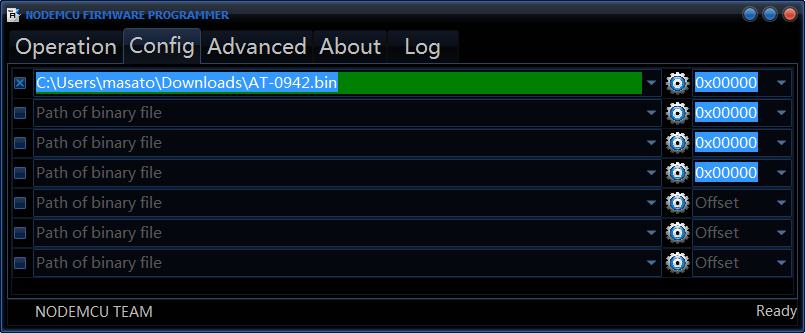 NODEMCU FIRMWARE PROGRAMMER
Operation Config Advanced About Log
C:\Users\masato\Downloads\AT-0942.bin 0x00000
Path of binary file 0x00000
Path of binary file 0x00000
Path of binary file 0x00000
Path of binary file Offset
Path of binary file Offset
Path of binary file Offset
NODEMCU TEAM Ready